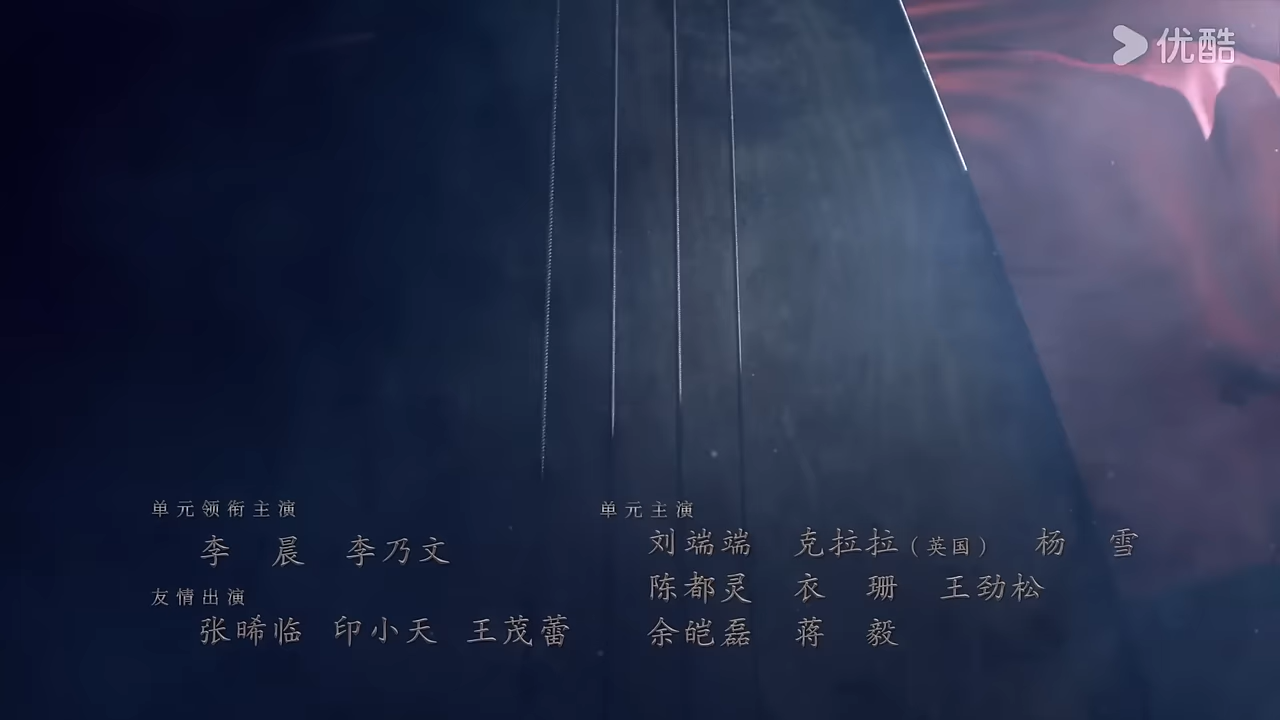 优酷
单元领衔主演
李晨 李乃文
友情出演
张晞临 印小天 王茂蕾
单元主演
刘端端 克拉拉（英国） 杨雪
陈都灵 衣珊 王劲松
余皑磊 蒋毅